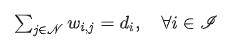 ∑_{j∈𝒩} w_{i,j} = d_i,    ∀i ∈ ℐ